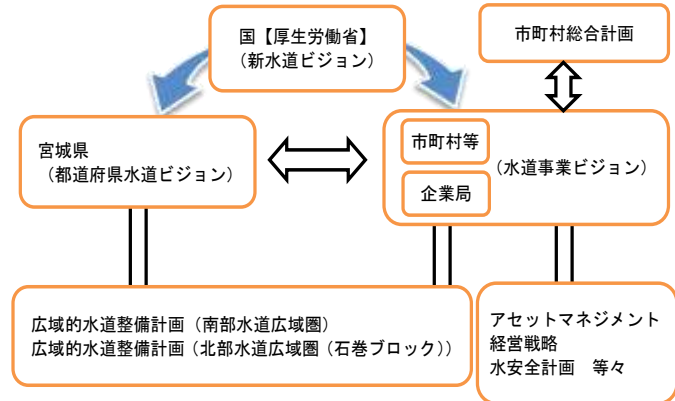 国【厚生労働省】
（新水道ビジョン）
市町村総合計画
宮城県
（都道府県水道ビジョン）
市町村等
（水道事業ビジョン）
企業局
広域的水道整備計画（南部水道広域圏）
広域的水道整備計画（北部水道広域圏（石巻ブロック））
アセットマネジメント
経営戦略
水安全計画　等々